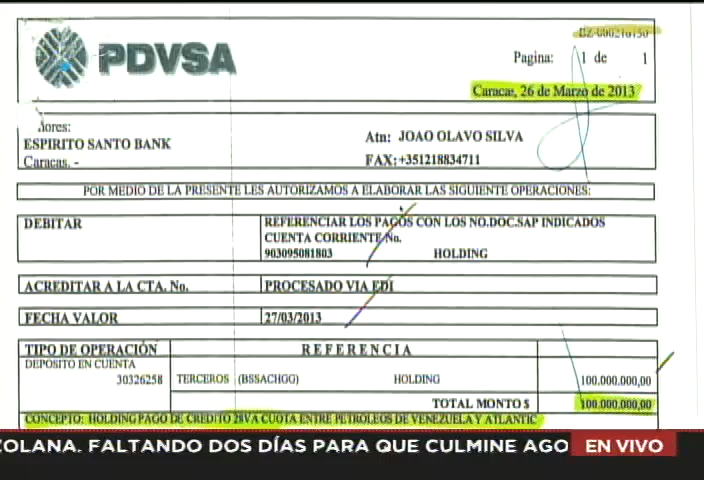 PDVSA
DZ-000216150
Pagina: 1 de 1
Caracas, 26 de Marzo de 2013
ñores:
ESPIRITO SANTO BANK
Caracas. -
Atn: JOAO OLAVO SILVA
FAX: +351218834711
POR MEDIO DE LA PRESENTE LES AUTORIZAMOS A ELABORAR LAS SIGUIENTE OPERACIONES:
DEBITAR
REFERENCIAR LOS PAGOS CON LOS NO.DOC.SAP INDICADOS
CUENTA CORRIENTE No.
903095081803 HOLDING
ACREDITAR A LA CTA. No. PROCESADO VIA EDI
FECHA VALOR 27/03/2013
TIPO DE OPERACIÓN REFERENCIA
DEPOSITO EN CUENTA
30326258 TERCEROS (BSSACHGG) HOLDING 100.000.000,00
TOTAL MONTO $ 100.000.000,00
CONCEPTO: HOLDING PAGO DE CREDITO 28VA CUOTA ENTRE PETROLEOS DE VENEZUELA Y ATLANTIC
ZOLANA. FALTANDO DOS DÍAS PARA QUE CULMINE AGO EN VIVO